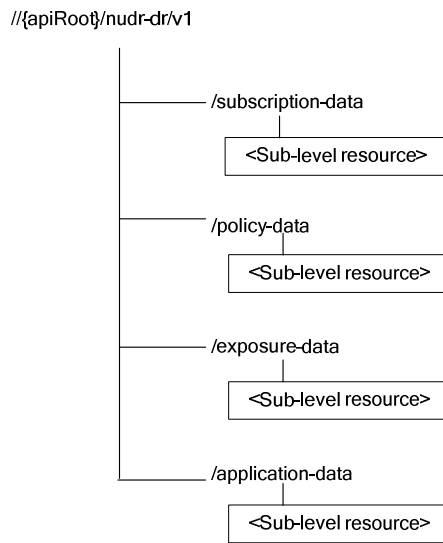 //{apiRoot}/nudr-dr/v1
/subscription-data
<Sub-level resource>
/policy-data
<Sub-level resource>
/exposure-data
<Sub-level resource>
/application-data
<Sub-level resource>